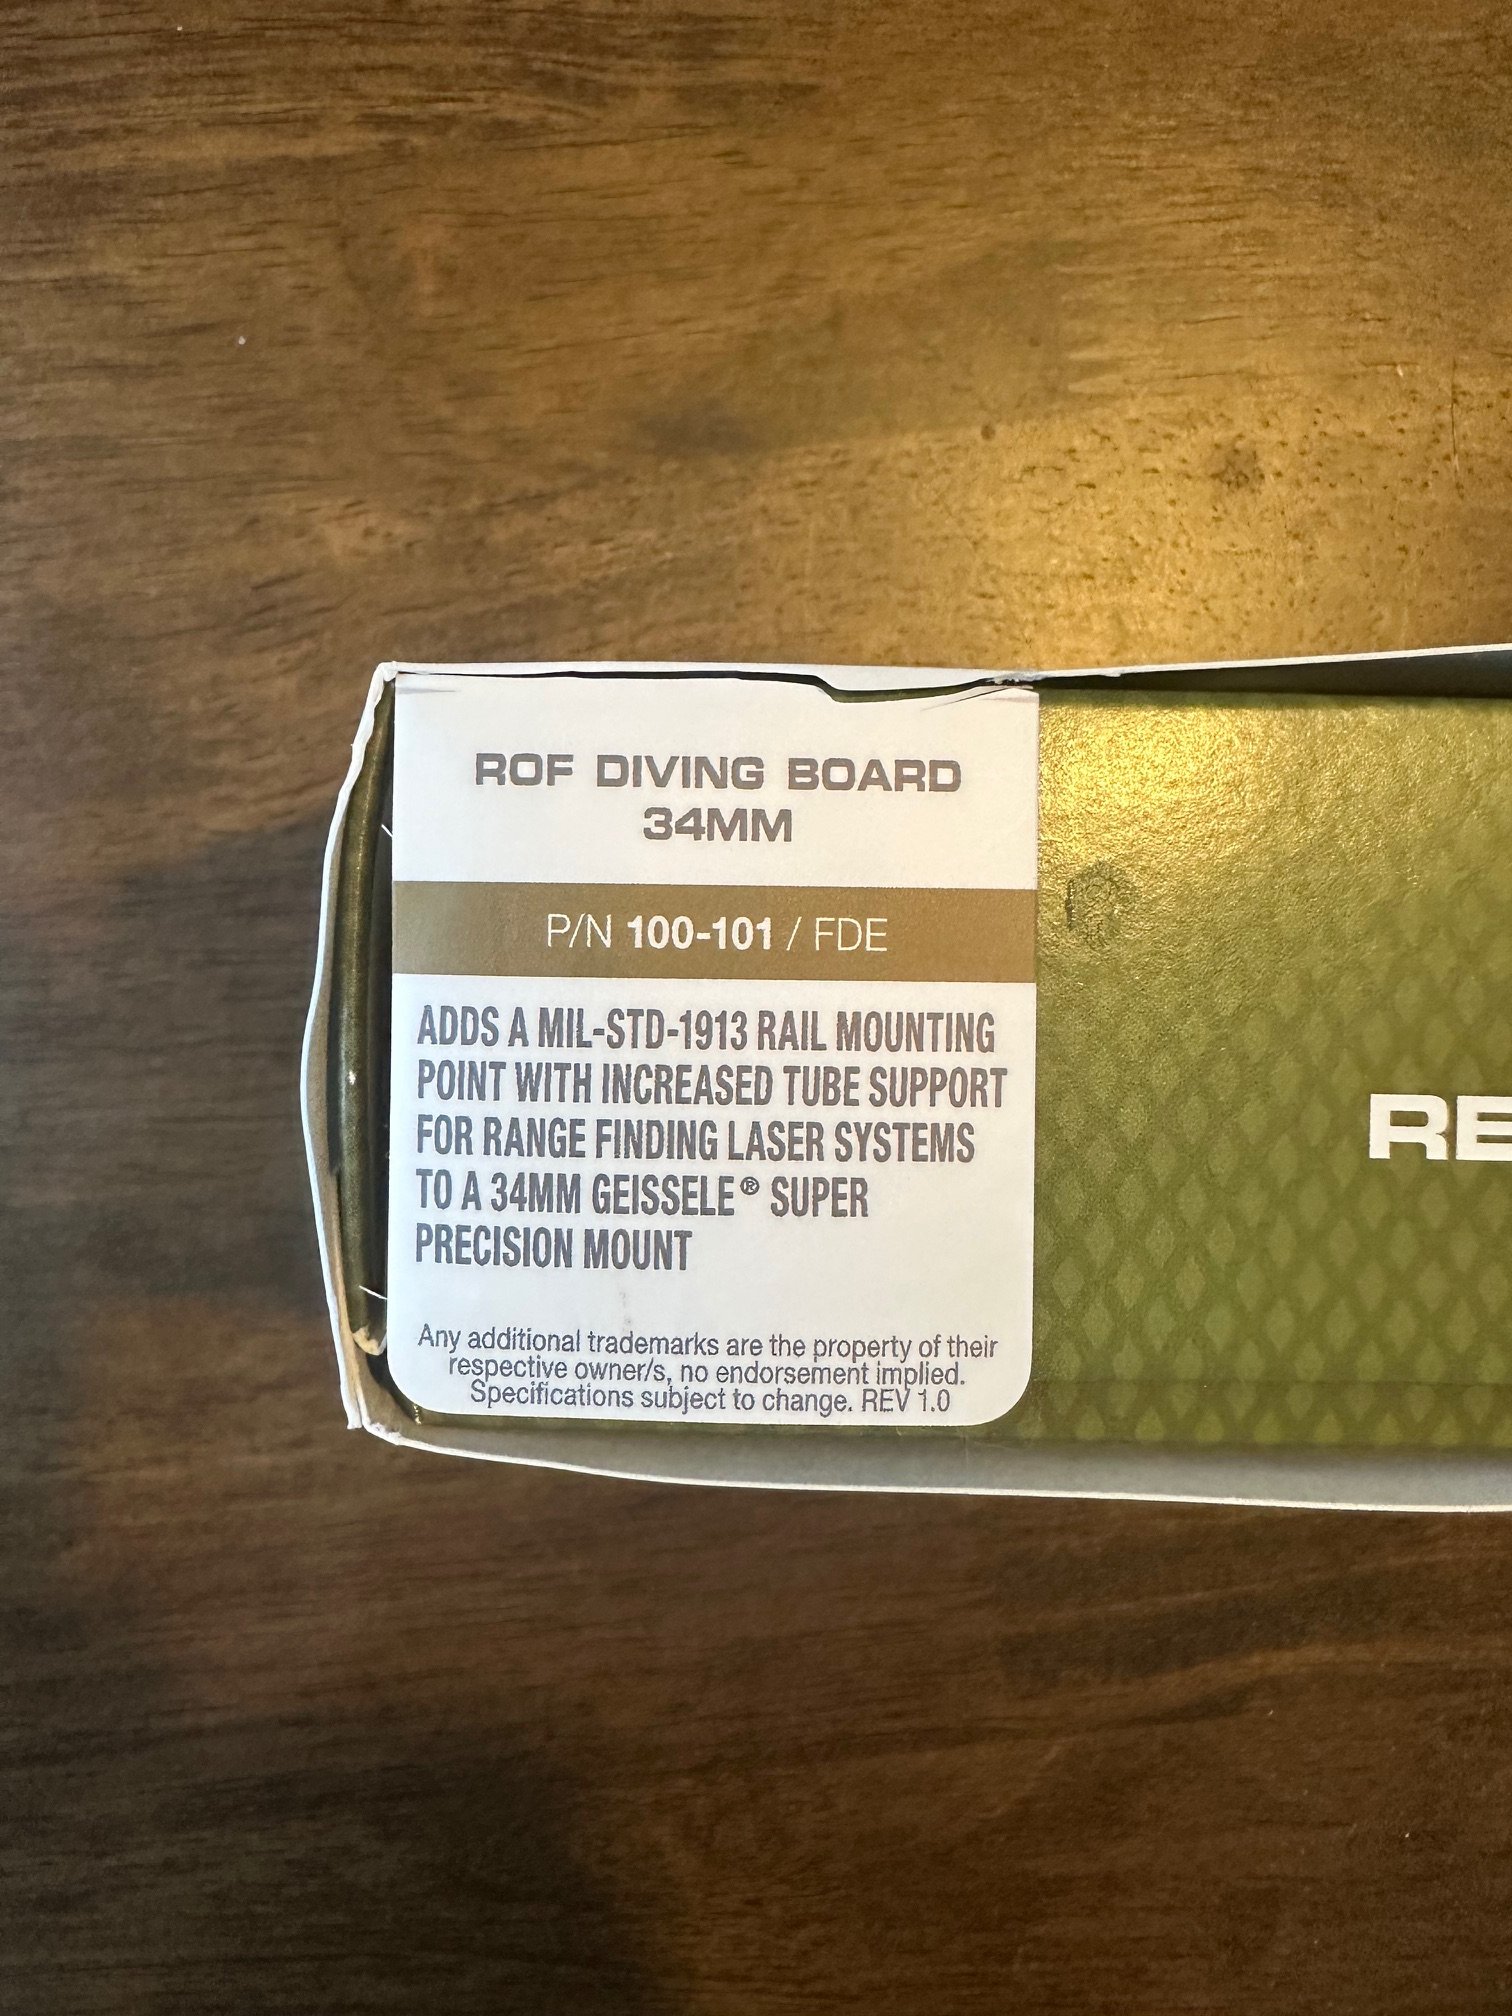 ROF DIVING BOARD
34MM
P/N 100-101 / FDE
ADDS A MIL-STD-1913 RAIL MOUNTING
POINT WITH INCREASED TUBE SUPPORT
FOR RANGE FINDING LASER SYSTEMS
TO A 34MM GEISSELE® SUPER
PRECISION MOUNT
Any additional trademarks are the property of their
respective owner/s, no endorsement implied.
Specifications subject to change. REV 1.0